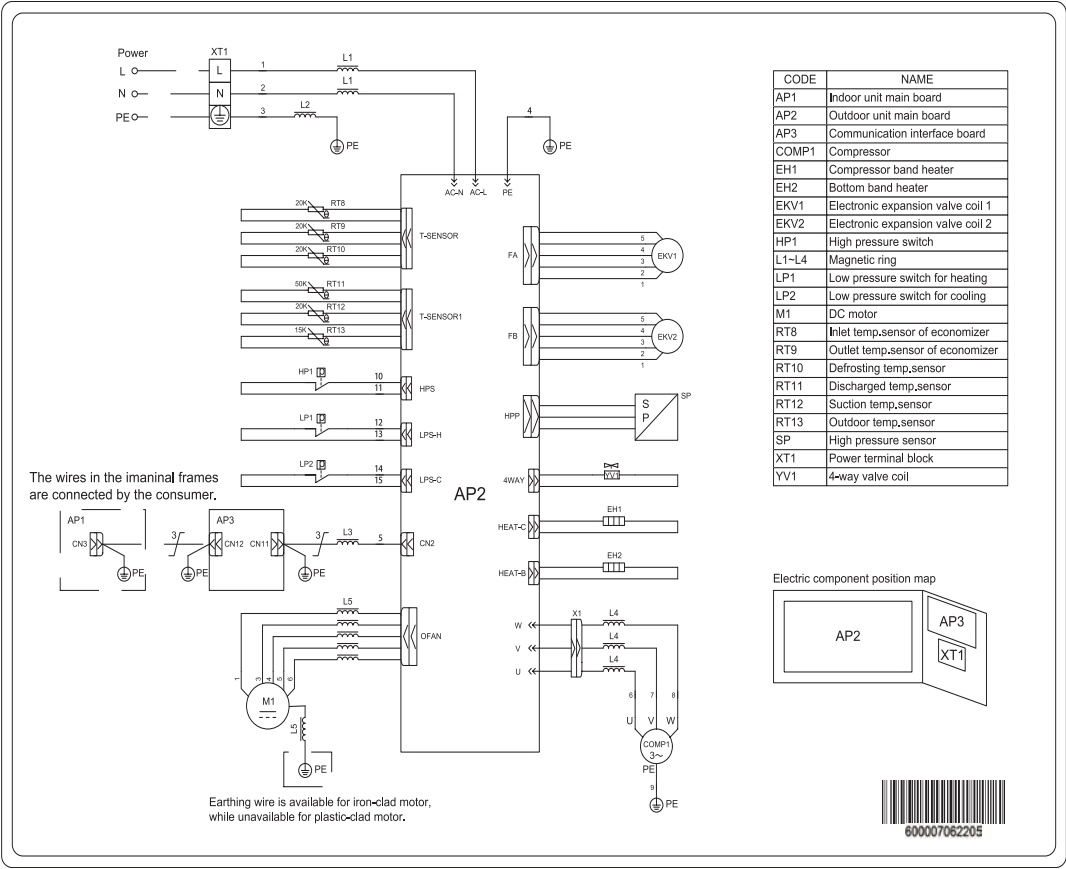 Power
XT1
L
L
1
L1
N
N
2
L1
PE
3
L2
PE
4
PE
AC-N
AC-L
PE
20K
RT8
20K
RT9
20K
RT10
T-SENSOR
50K
RT11
20K
RT12
15K
RT13
T-SENSOR1
HP1
P
10
11
HPS
LP1
P
12
13
LPS-H
LP2
P
14
15
LPS-C
AP2
The wires in the imaninal frames
are connected by the consumer.
AP1
CN3
PE
3
PE
AP3
CN12
CN11
PE
3
L3
5
CN2
L5
OFAN
1
3
4
5
6
M1
L5
PE
Earthing wire is available for iron-clad motor,
while unavailable for plastic-clad motor.
FA
5
4
3
2
1
EKV1
FB
5
4
3
2
1
EKV2
HPP
S
P
SP
4WAY
YV1
HEAT-C
EH1
HEAT-B
EH2
W
V
U
X1
L4
L4
L4
6
7
8
U
V
W
COMP1
3~
PE
9
PE
CODE NAME
AP1 Indoor unit main board
AP2 Outdoor unit main board
AP3 Communication interface board
COMP1 Compressor
EH1 Compressor band heater
EH2 Bottom band heater
EKV1 Electronic expansion valve coil 1
EKV2 Electronic expansion valve coil 2
HP1 High pressure switch
L1~L4 Magnetic ring
LP1 Low pressure switch for heating
LP2 Low pressure switch for cooling
M1 DC motor
RT8 Inlet temp.sensor of economizer
RT9 Outlet temp.sensor of economizer
RT10 Defrosting temp.sensor
RT11 Discharged temp.sensor
RT12 Suction temp.sensor
RT13 Outdoor temp.sensor
SP High pressure sensor
XT1 Power terminal block
YV1 4-way valve coil
Electric component position map
AP2
AP3
XT1
600007062205